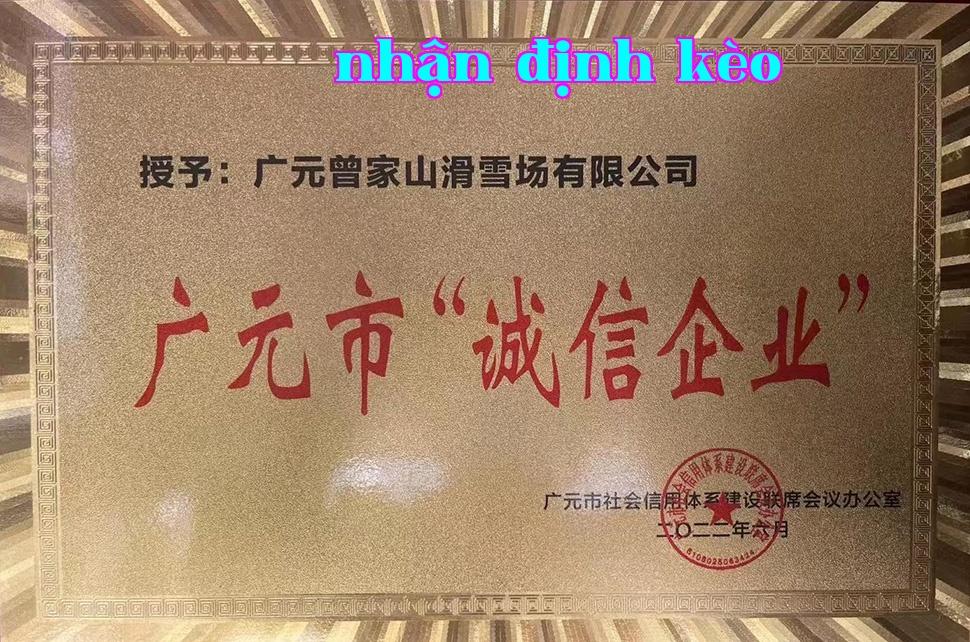 nhận định kèo
授予：广元曾家山滑雪场有限公司
广元市“诚信企业”
广元市社会信用体系建设联席会议办公室
二〇二二年六月
5108025063424